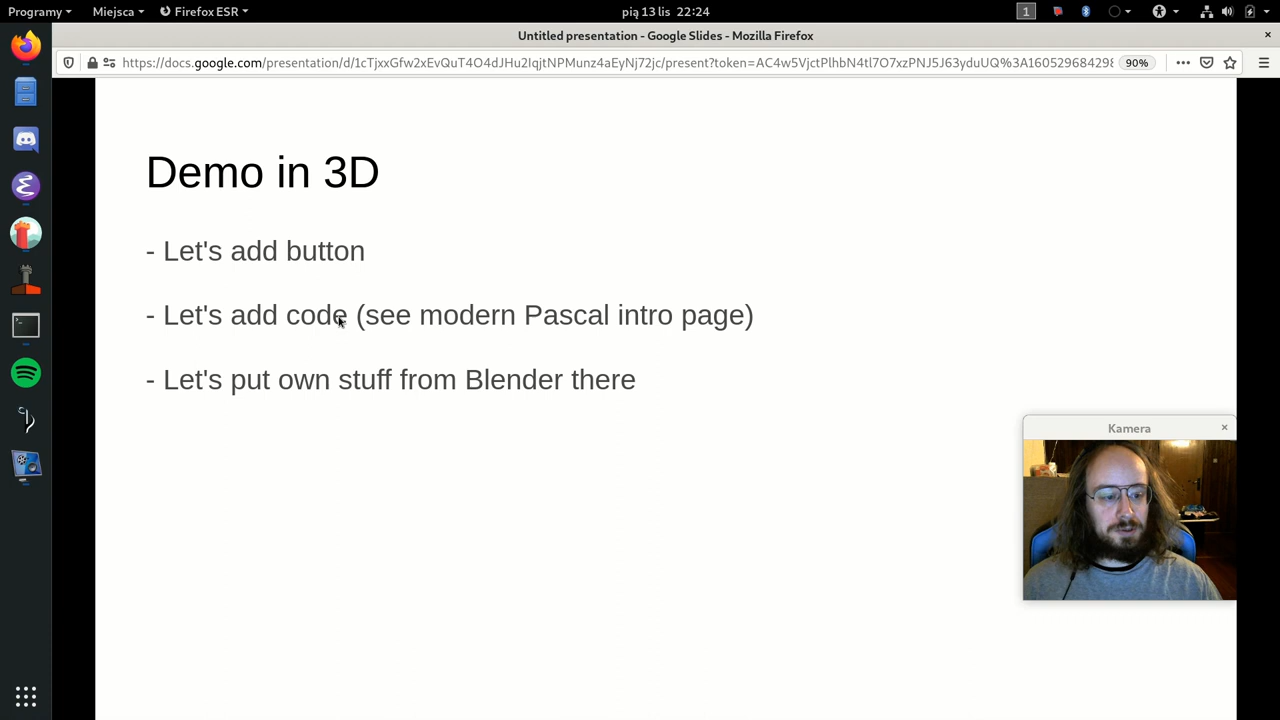 Programy Miejsca Firefox ESR pią 13 lis 22:24 1
Untitled presentation - Google Slides - Mozilla Firefox ×
https://docs.google.com/presentation/d/1cTjxxGfw2xEvQuT4O4dJHu2IqjtNPMunz4aEyNj72jc/present?token=AC4w5VjctPlhbN4tl7O7xzPNJ5J63yduUQ%3A160529684298 90%
Demo in 3D
- Let's add button
- Let's add code (see modern Pascal intro page)
- Let's put own stuff from Blender there
Kamera ×